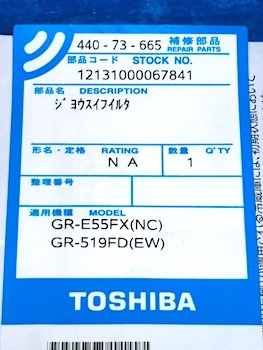 440-73-665 補修部品
REPAIR PARTS
部品コード STOCK NO.
12131000067841
部品名 DESCRIPTION
ジヨウスイフイルタ
形名・定格 RATING 数量 Q'TY
N A 1
整理番号
適用機種 MODEL
GR-E55FX(NC)
GR-519FD(EW)
TOSHIBA